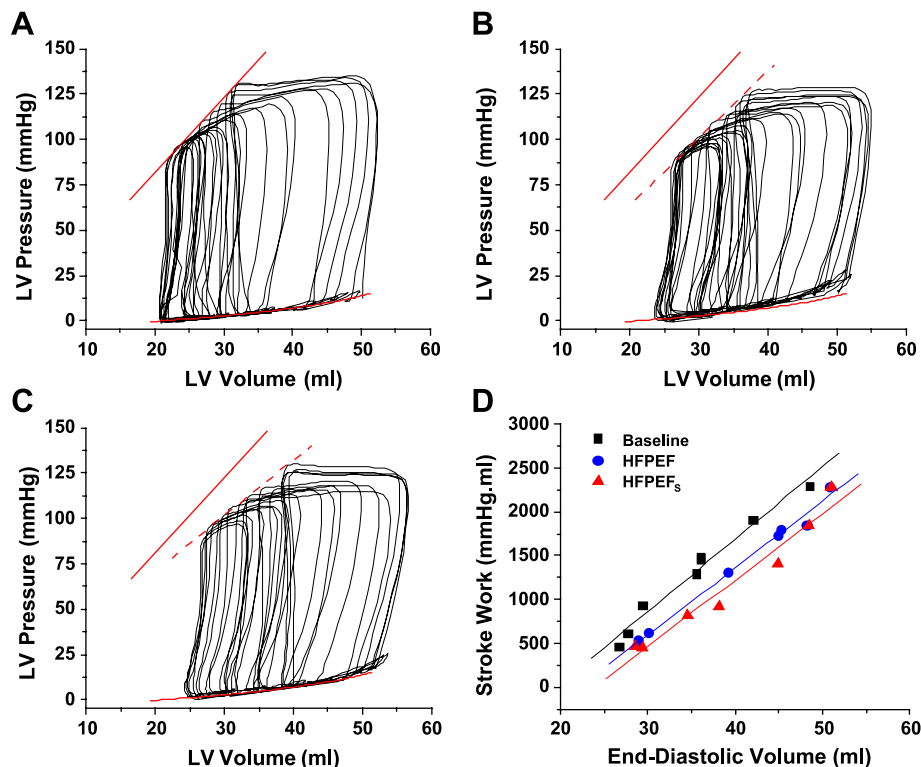 A
LV Pressure (mmHg)
150
125
100
75
50
25
0
10 20 30 40 50 60
LV Volume (ml)
B
LV Pressure (mmHg)
150
125
100
75
50
25
0
10 20 30 40 50 60
LV Volume (ml)
C
LV Pressure (mmHg)
150
125
100
75
50
25
0
10 20 30 40 50 60
LV Volume (ml)
D
Stroke Work (mmHg.ml)
3000
2500
2000
1500
1000
500
0
Baseline
HFPEF
HFPEFS
20 30 40 50 60
End-Diastolic Volume (ml)